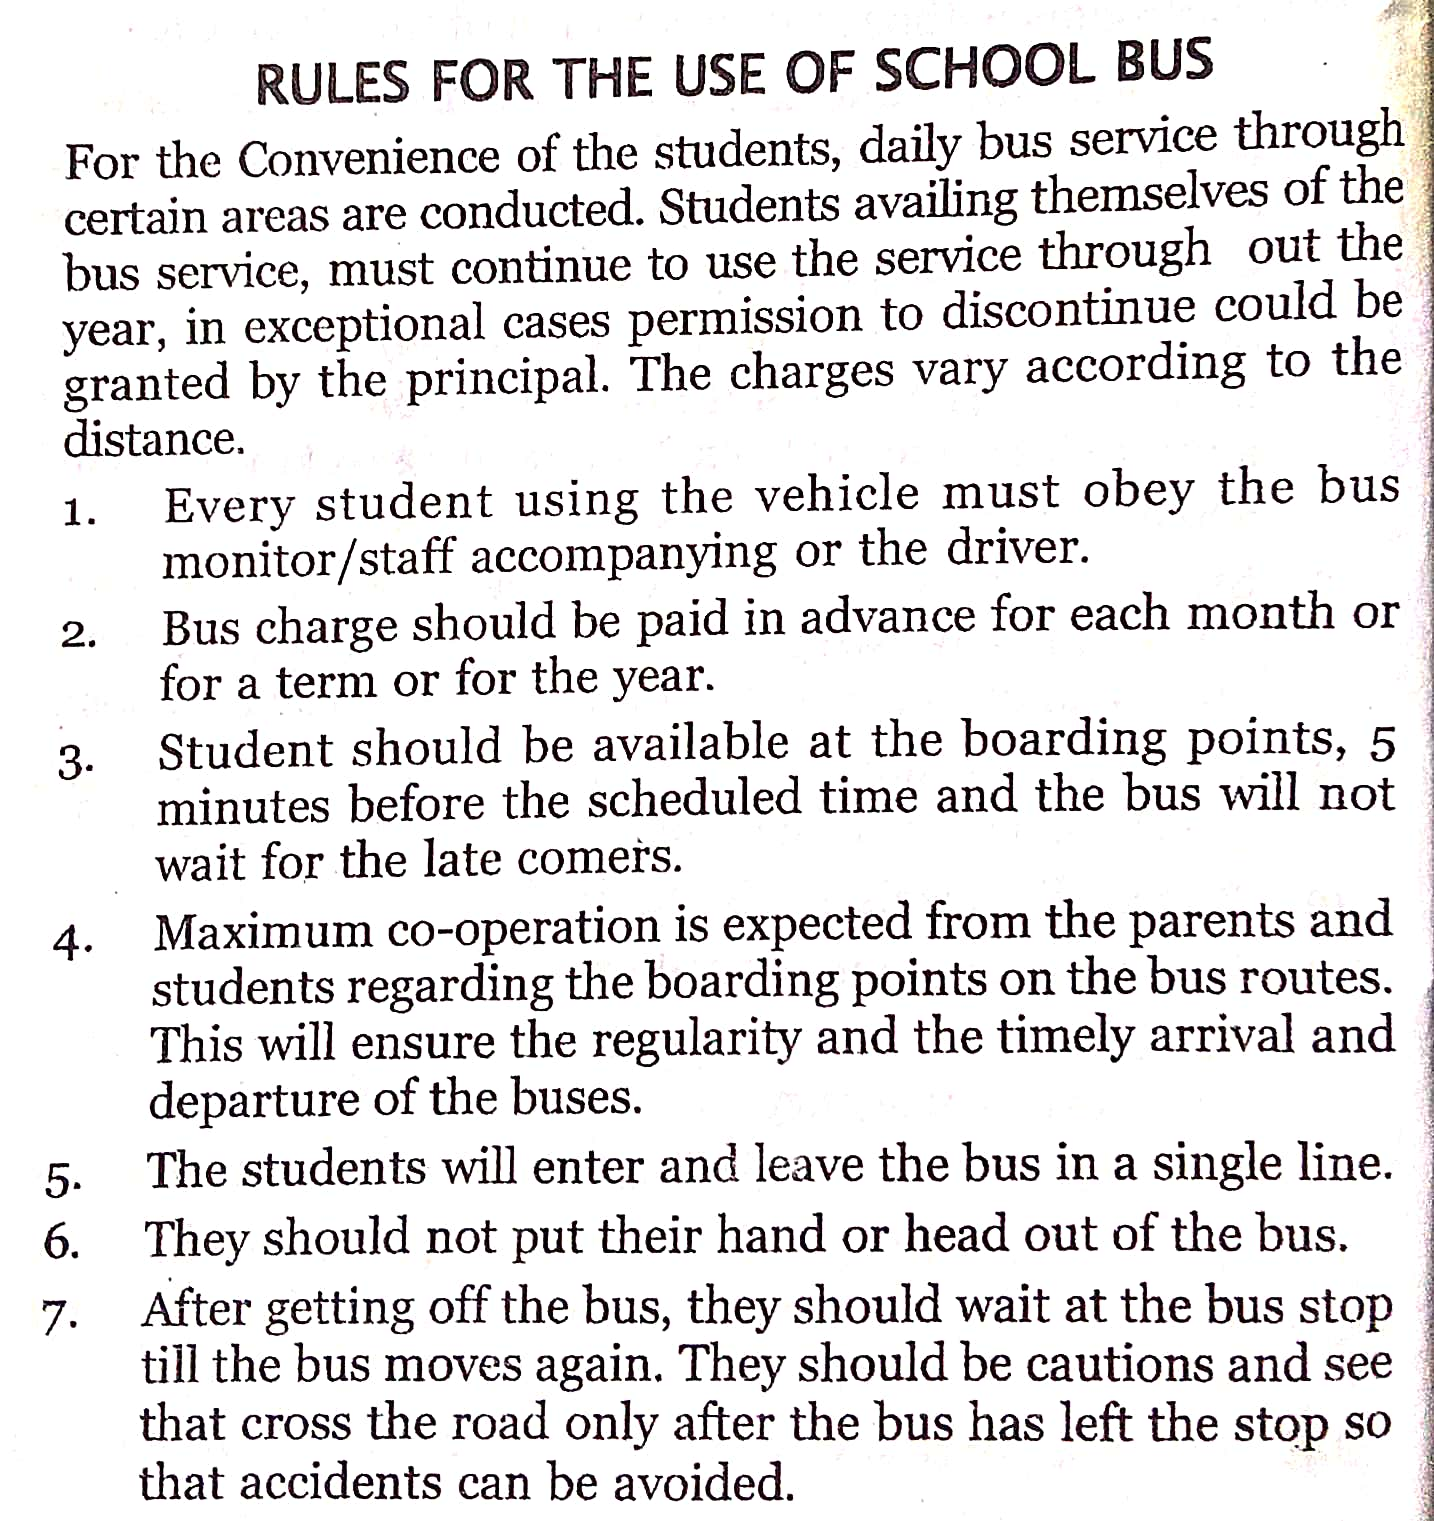 RULES FOR THE USE OF SCHOOL BUS
For the Convenience of the students, daily bus service through
certain areas are conducted. Students availing themselves of the
bus service, must continue to use the service through out the
year, in exceptional cases permission to discontinue could be
granted by the principal. The charges vary according to the
distance.
1. Every student using the vehicle must obey the bus
monitor/staff accompanying or the driver.
2. Bus charge should be paid in advance for each month or
for a term or for the year.
3. Student should be available at the boarding points, 5
minutes before the scheduled time and the bus will not
wait for the late comers.
4. Maximum co-operation is expected from the parents and
students regarding the boarding points on the bus routes.
This will ensure the regularity and the timely arrival and
departure of the buses.
5. The students will enter and leave the bus in a single line.
6. They should not put their hand or head out of the bus.
7. After getting off the bus, they should wait at the bus stop
till the bus moves again. They should be cautions and see
that cross the road only after the bus has left the stop so
that accidents can be avoided.